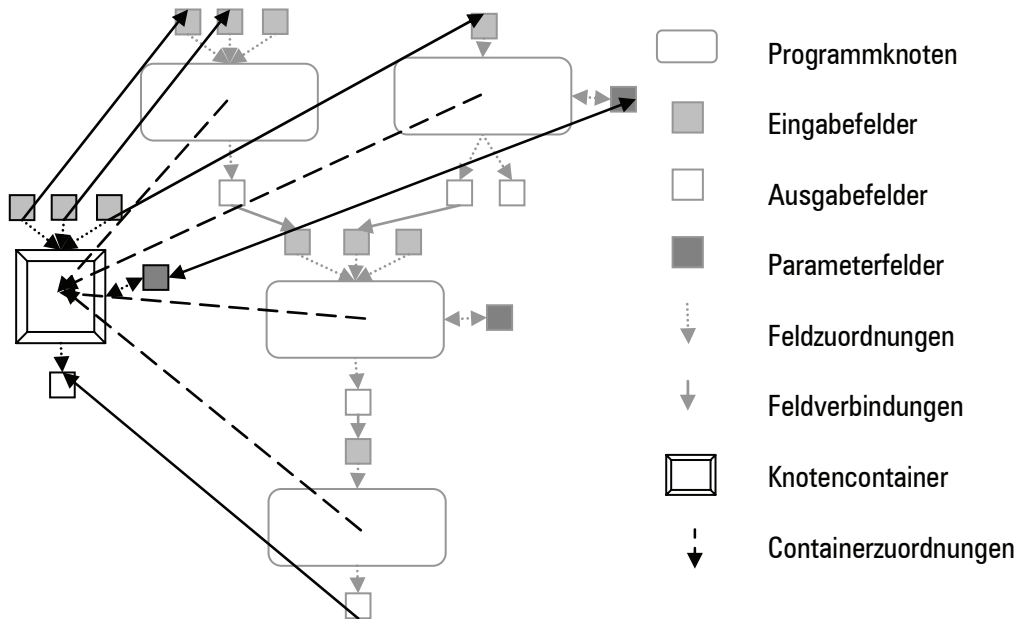 Programmknoten
Eingabefelder
Ausgabefelder
Parameterfelder
Feldzuordnungen
Feldverbindungen
Knotencontainer
Containerzuordnungen